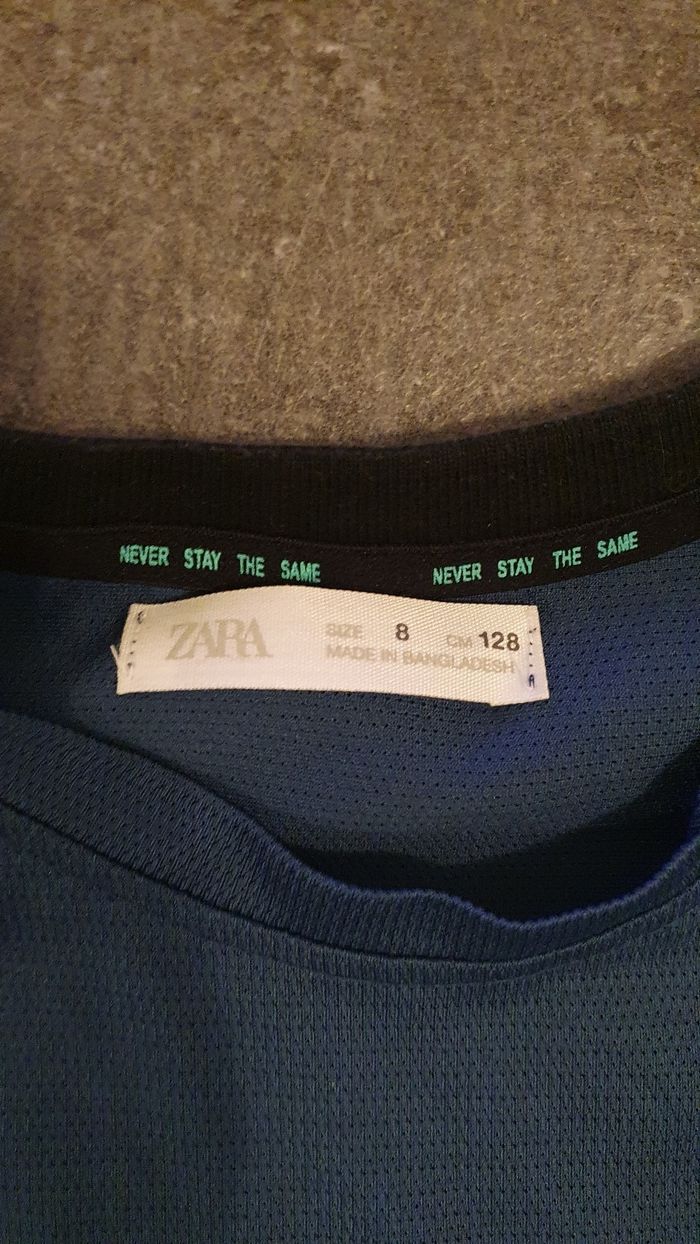 NEVER STAY THE SAME NEVER STAY THE SAME
ZARA SIZE 8 CM 128
MADE IN BANGLADESH
A